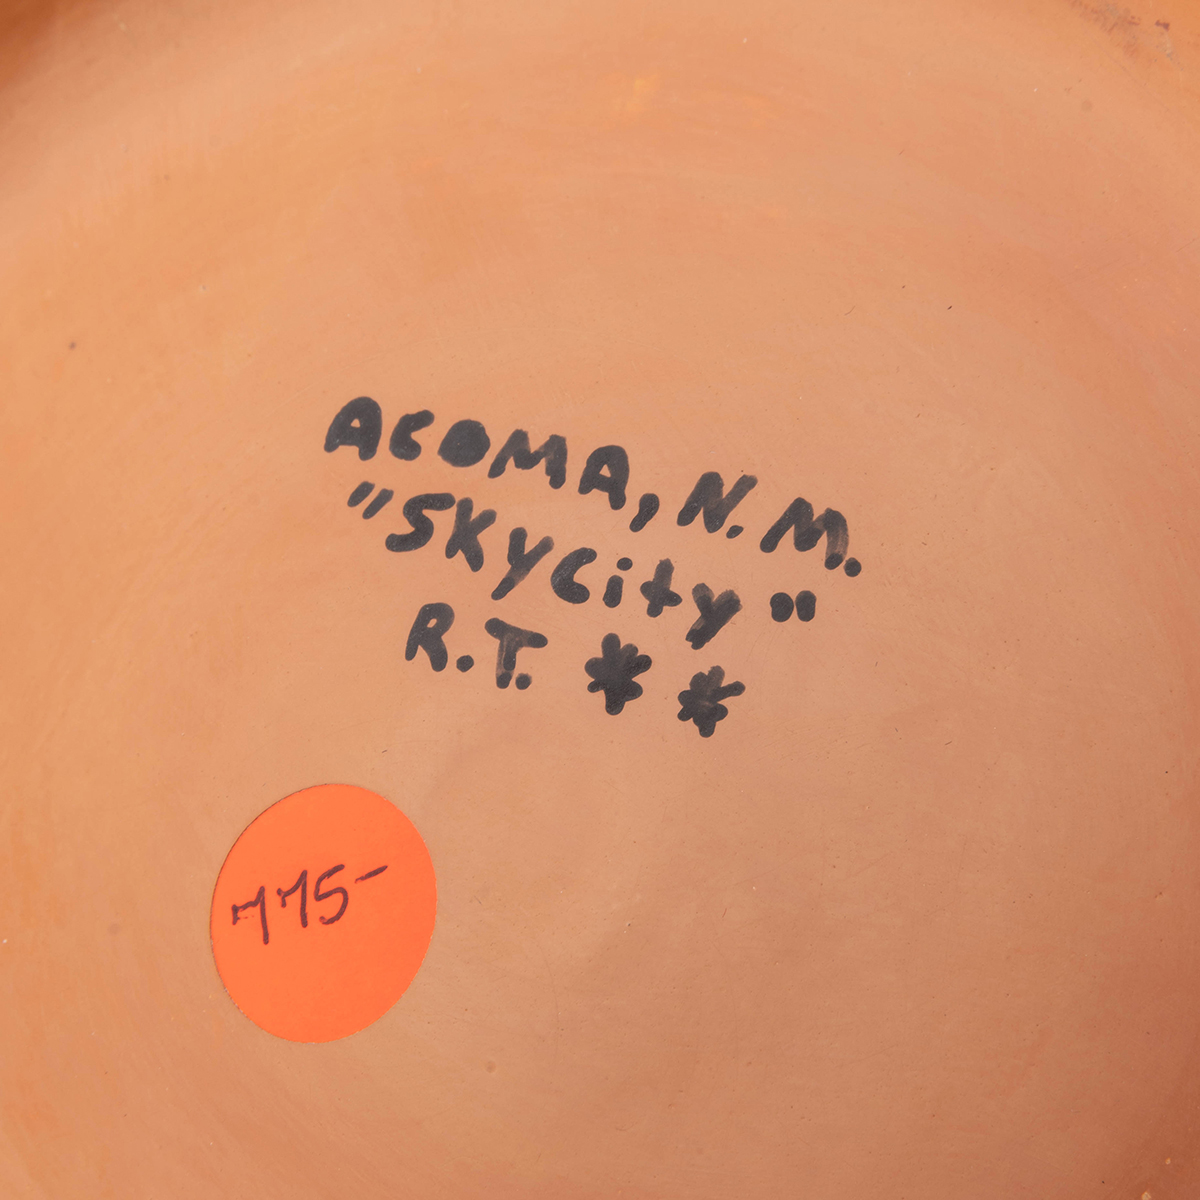 ACOMA, N.M.
"SKYCity"
R.T. * *
775-